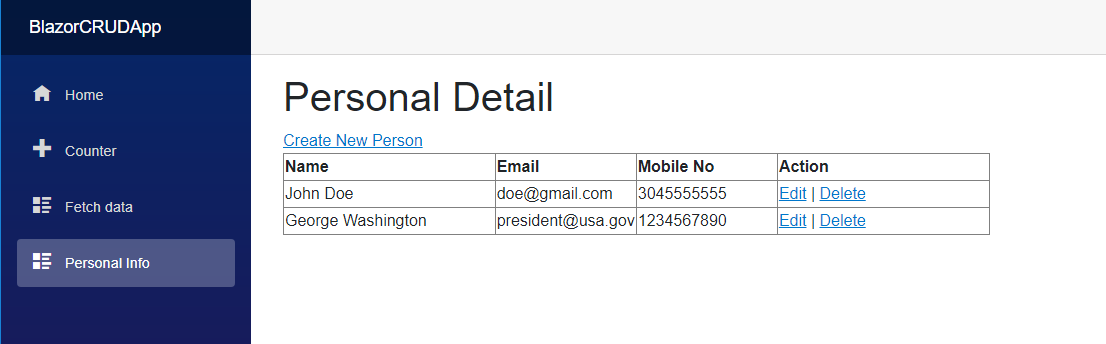 BlazorCRUDApp
Home
Counter
Fetch data
Personal Info
Personal Detail
Create New Person
Name Email Mobile No Action
John Doe doe@gmail.com 3045555555 Edit | Delete
George Washington president@usa.gov 1234567890 Edit | Delete